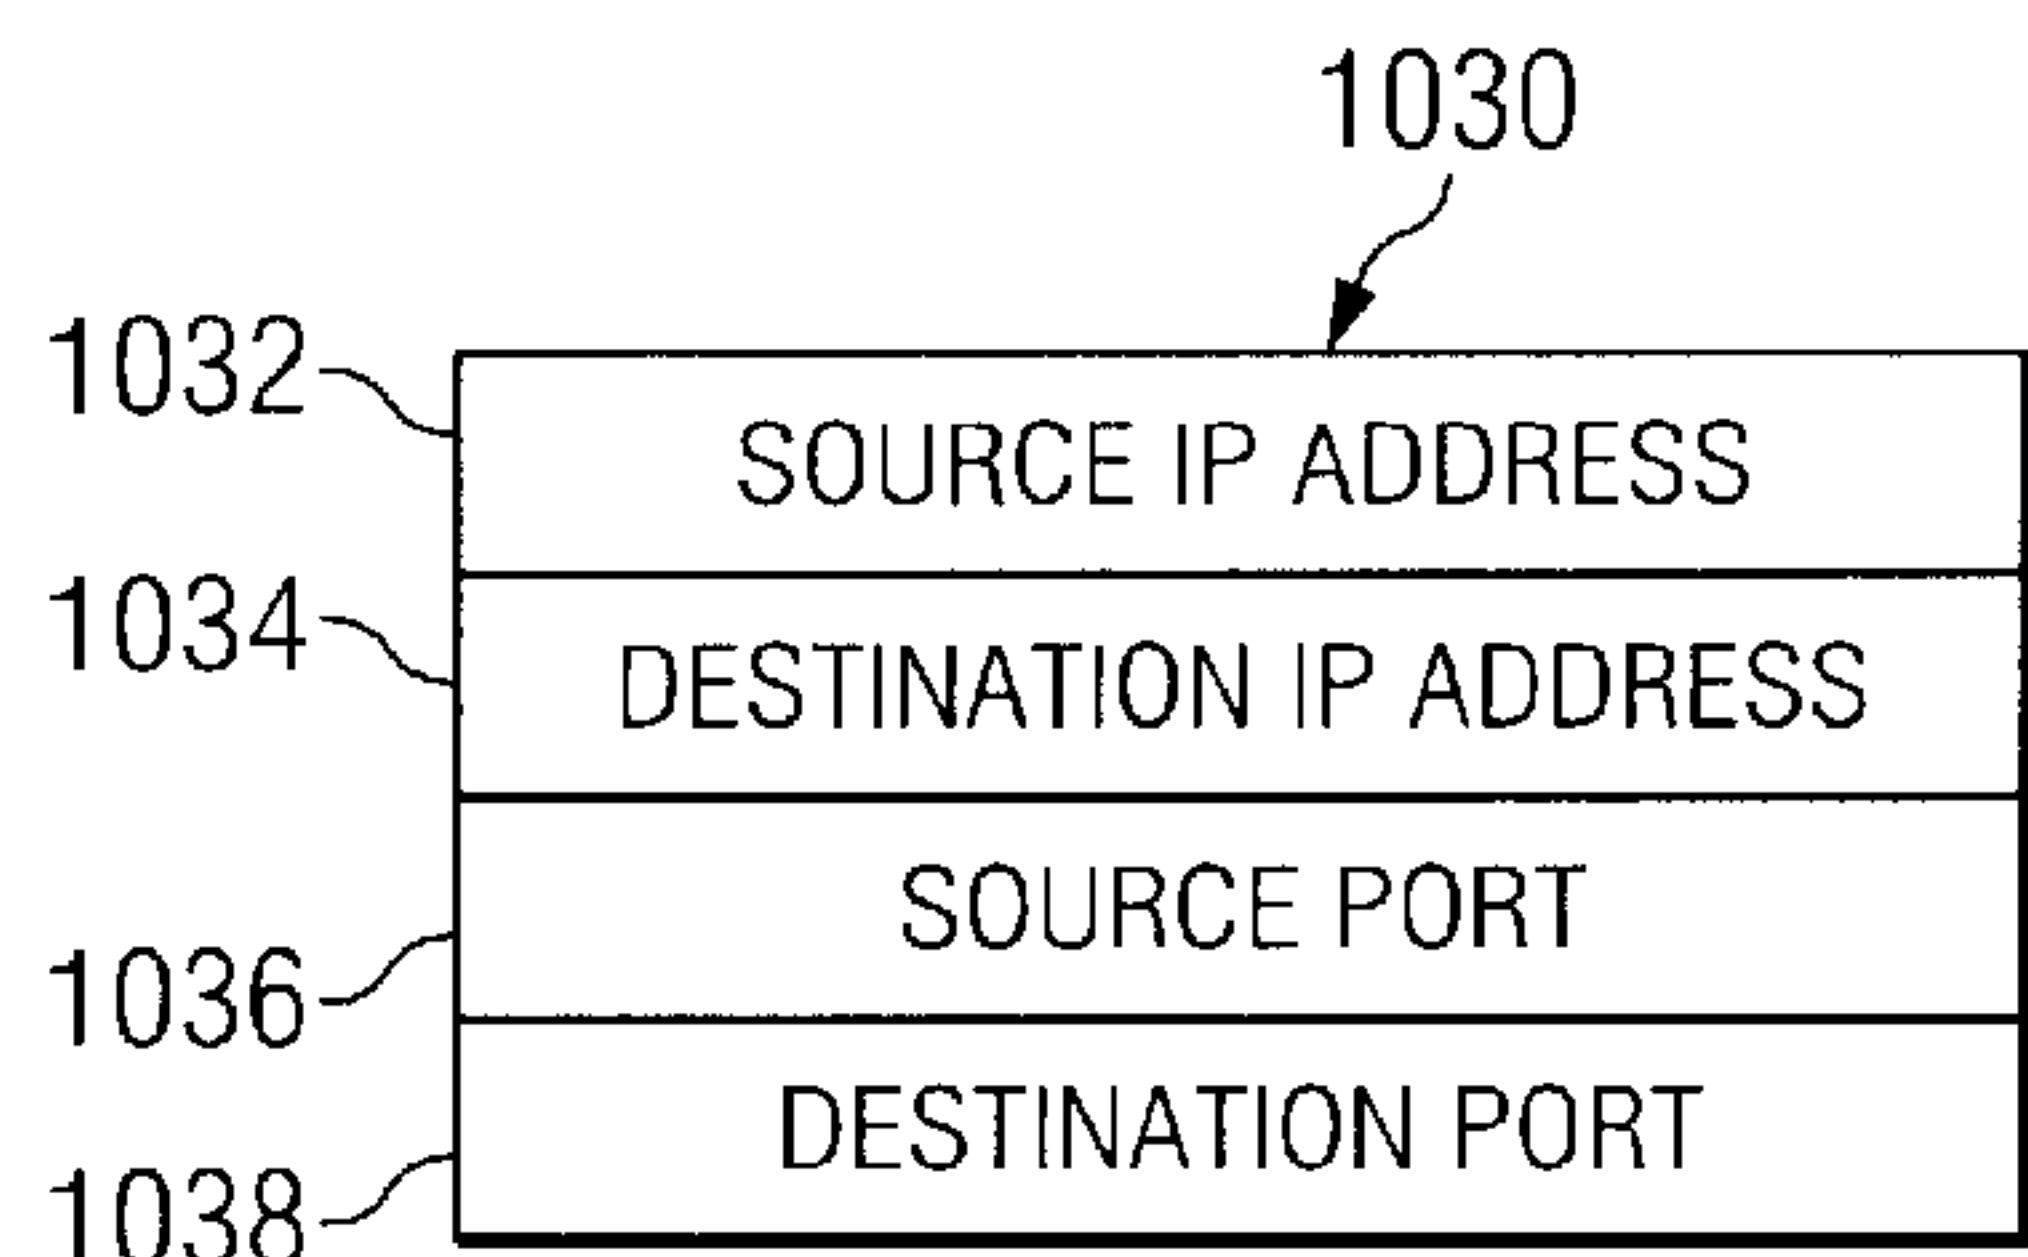 1030
1032
SOURCE IP ADDRESS
1034
DESTINATION IP ADDRESS
SOURCE PORT
1036
DESTINATION PORT
1038